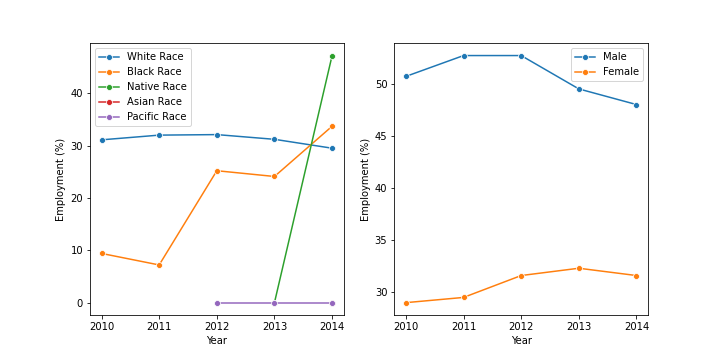 White Race
Black Race
Native Race
Asian Race
Pacific Race
Employment (%)
40
30
20
10
0
2010 2011 2012 2013 2014
Year
Male
Female
Employment (%)
50
45
40
35
30
2010 2011 2012 2013 2014
Year